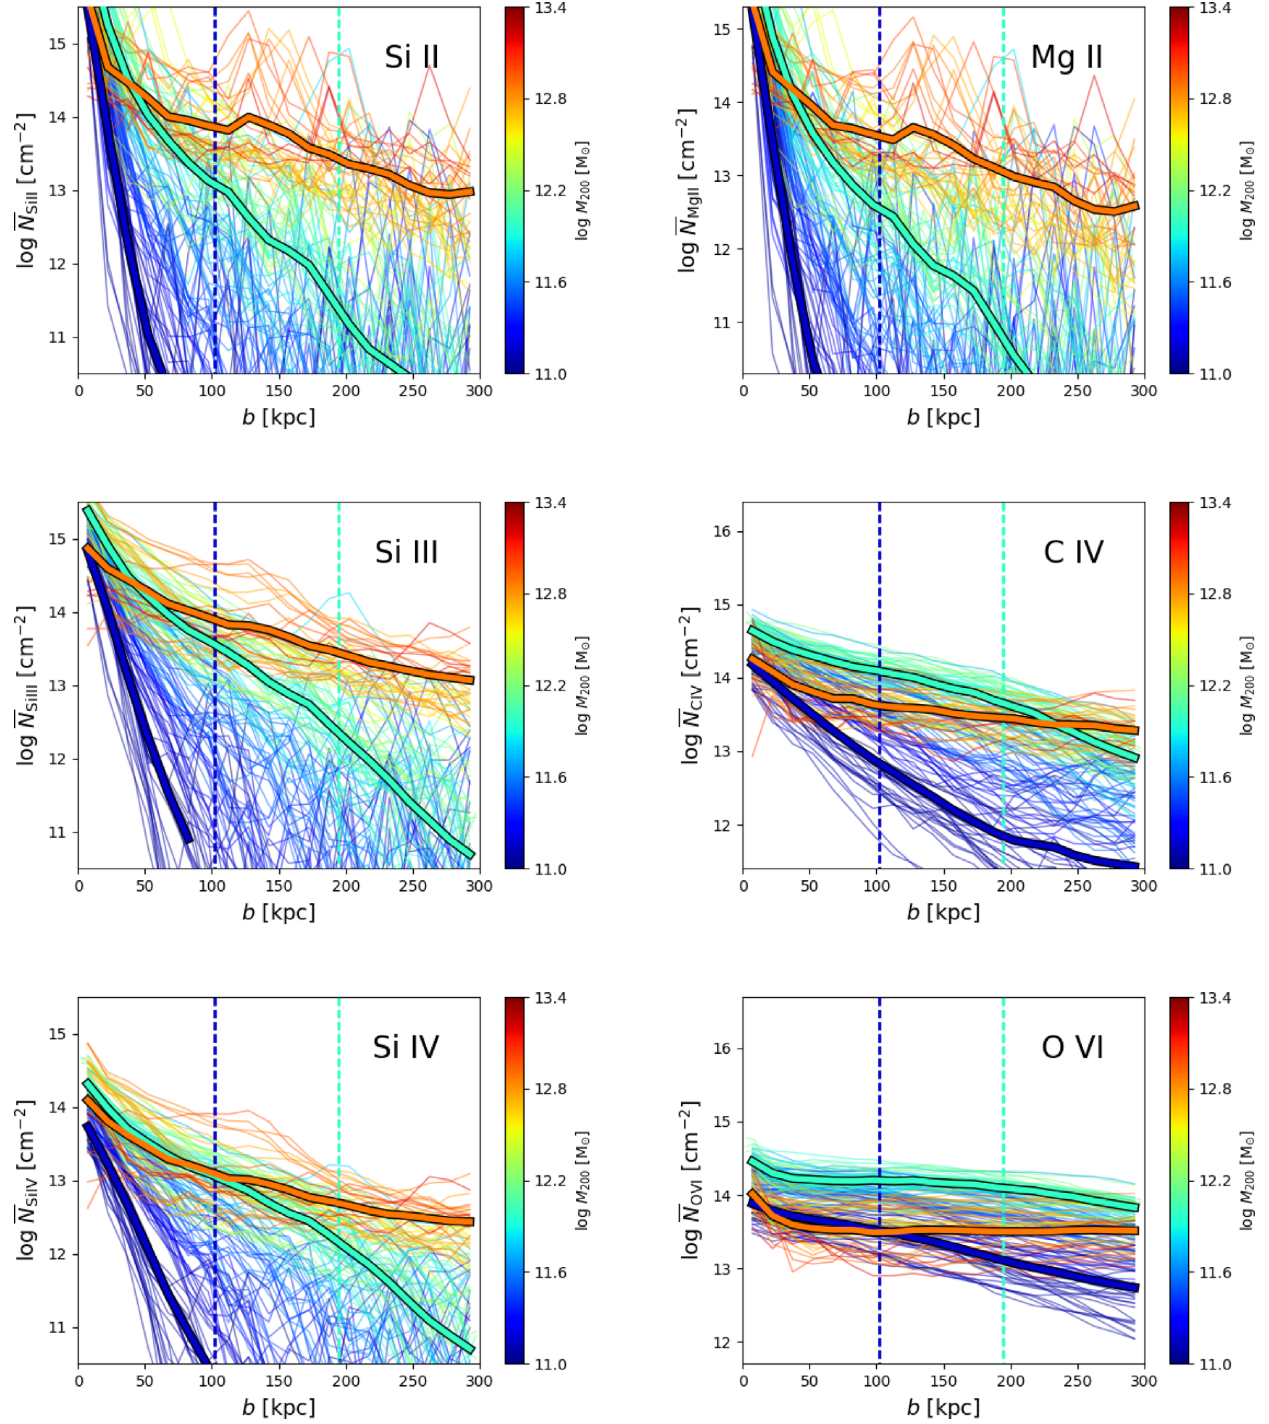 Si II
log N̅SiII [cm−2]
15
14
13
12
11
0 50 100 150 200 250 300
b [kpc]
13.4
12.8
12.2
11.6
11.0
log M200 [M⊙]
Mg II
log N̅MgII [cm−2]
15
14
13
12
11
0 50 100 150 200 250 300
b [kpc]
13.4
12.8
12.2
11.6
11.0
log M200 [M⊙]
Si III
log N̅SiIII [cm−2]
15
14
13
12
11
0 50 100 150 200 250 300
b [kpc]
13.4
12.8
12.2
11.6
11.0
log M200 [M⊙]
C IV
log N̅CIV [cm−2]
16
15
14
13
12
0 50 100 150 200 250 300
b [kpc]
13.4
12.8
12.2
11.6
11.0
log M200 [M⊙]
Si IV
log N̅SiIV [cm−2]
15
14
13
12
11
0 50 100 150 200 250 300
b [kpc]
13.4
12.8
12.2
11.6
11.0
log M200 [M⊙]
O VI
log N̅OVI [cm−2]
16
15
14
13
12
0 50 100 150 200 250 300
b [kpc]
13.4
12.8
12.2
11.6
11.0
log M200 [M⊙]